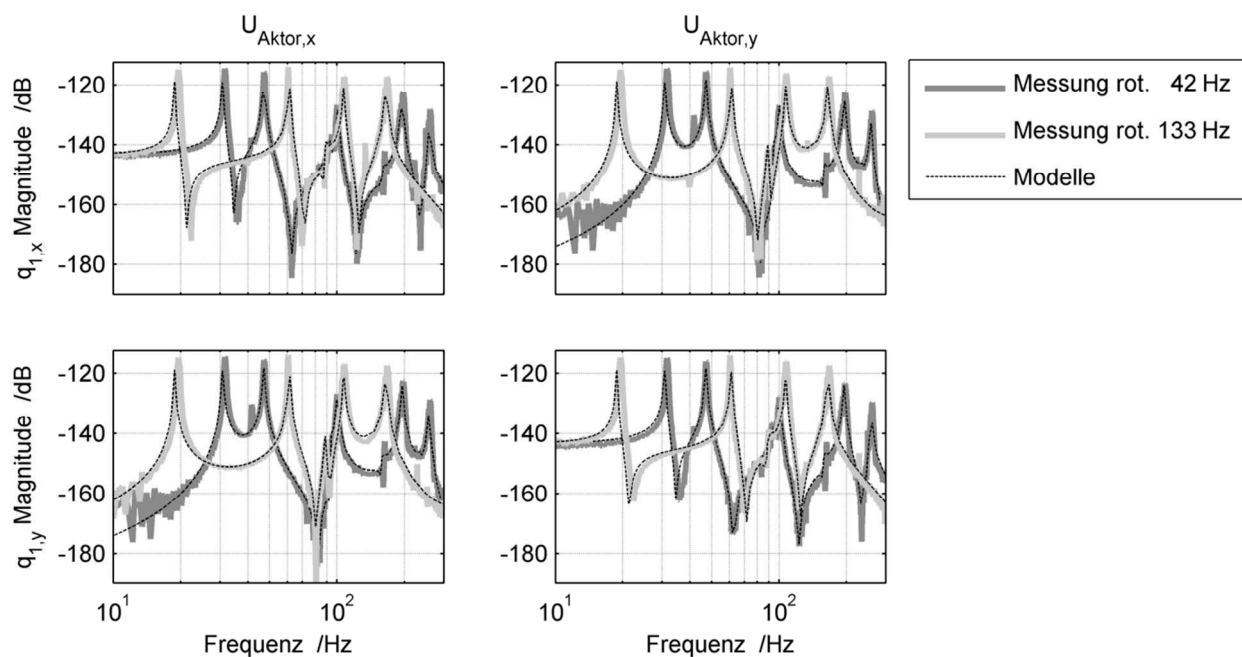 U_Aktor,x
U_Aktor,y
q_1,x Magnitude /dB
-120
-140
-160
-180
-120
-140
-160
-180
Messung rot. 42 Hz
Messung rot. 133 Hz
Modelle
q_1,y Magnitude /dB
-120
-140
-160
-180
-120
-140
-160
-180
10^1
10^2
10^1
10^2
Frequenz /Hz
Frequenz /Hz